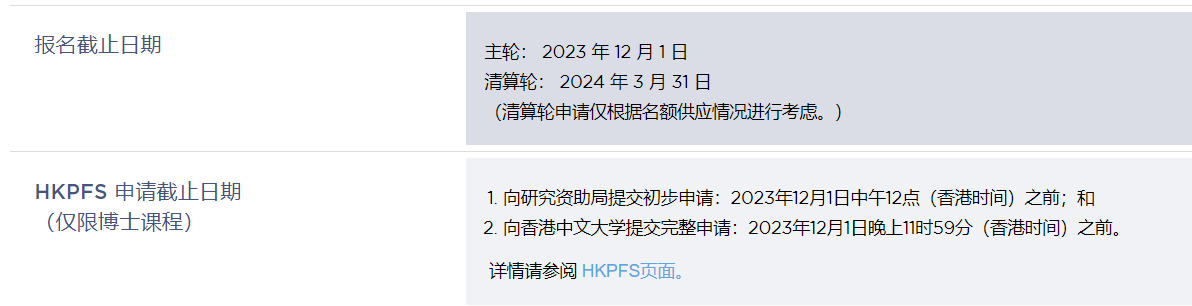 报名截止日期
主轮： 2023 年 12 月 1 日
清算轮： 2024 年 3 月 31 日
（清算轮申请仅根据名额供应情况进行考虑。）
HKPFS 申请截止日期
（仅限博士课程）
1. 向研究资助局提交初步申请：2023年12月1日中午12点（香港时间）之前；和
2. 向香港中文大学提交完整申请：2023年12月1日晚上11时59分（香港时间）之前。
详情请参阅 HKPFS页面。